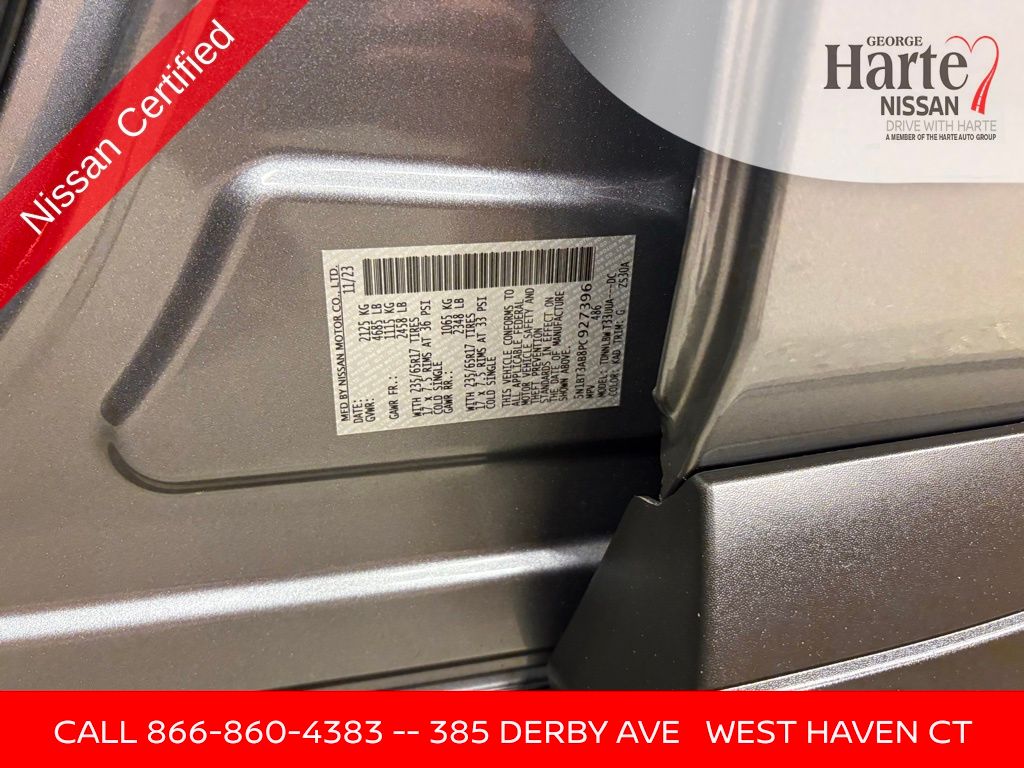 Nissan Certified
GEORGE
Harte
NISSAN
DRIVE WITH HARTE
A MEMBER OF THE HARTE AUTO GROUP
MFD BY NISSAN MOTOR CO., LTD.
DATE: 11/23
GVWR: 2125 KG
4685 LB
GAWR FR.: 1115 KG
2458 LB
WITH 235/65R17 TIRES
17 X 7.5 RIMS AT 36 PSI
COLD SINGLE
GAWR RR.: 1065 KG
2348 LB
WITH 235/65R17 TIRES
17 X 7.5 RIMS AT 33 PSI
COLD SINGLE
THIS VEHICLE CONFORMS TO
ALL APPLICABLE FEDERAL
MOTOR VEHICLE SAFETY AND
THEFT PREVENTION
STANDARDS IN EFFECT ON
THE DATE OF MANUFACTURE
SHOWN ABOVE.
5N1BT3AB8PC927396
MPV 486
MODEL:
COLOR: KAD TRIM: G ZS30A
CALL 866-860-4383 -- 385 DERBY AVE WEST HAVEN CT